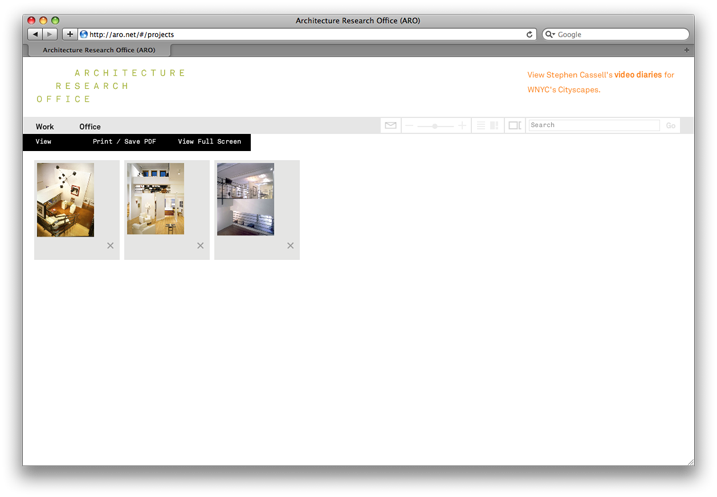 Architecture Research Office (ARO)
http://aro.net/#/projects
Google
Architecture Research Office (ARO)
ARCHITECTURE
RESEARCH
OFFICE
View Stephen Cassell's video diaries for
WNYC's Cityscapes.
Work Office
Search Go
View Print / Save PDF View Full Screen